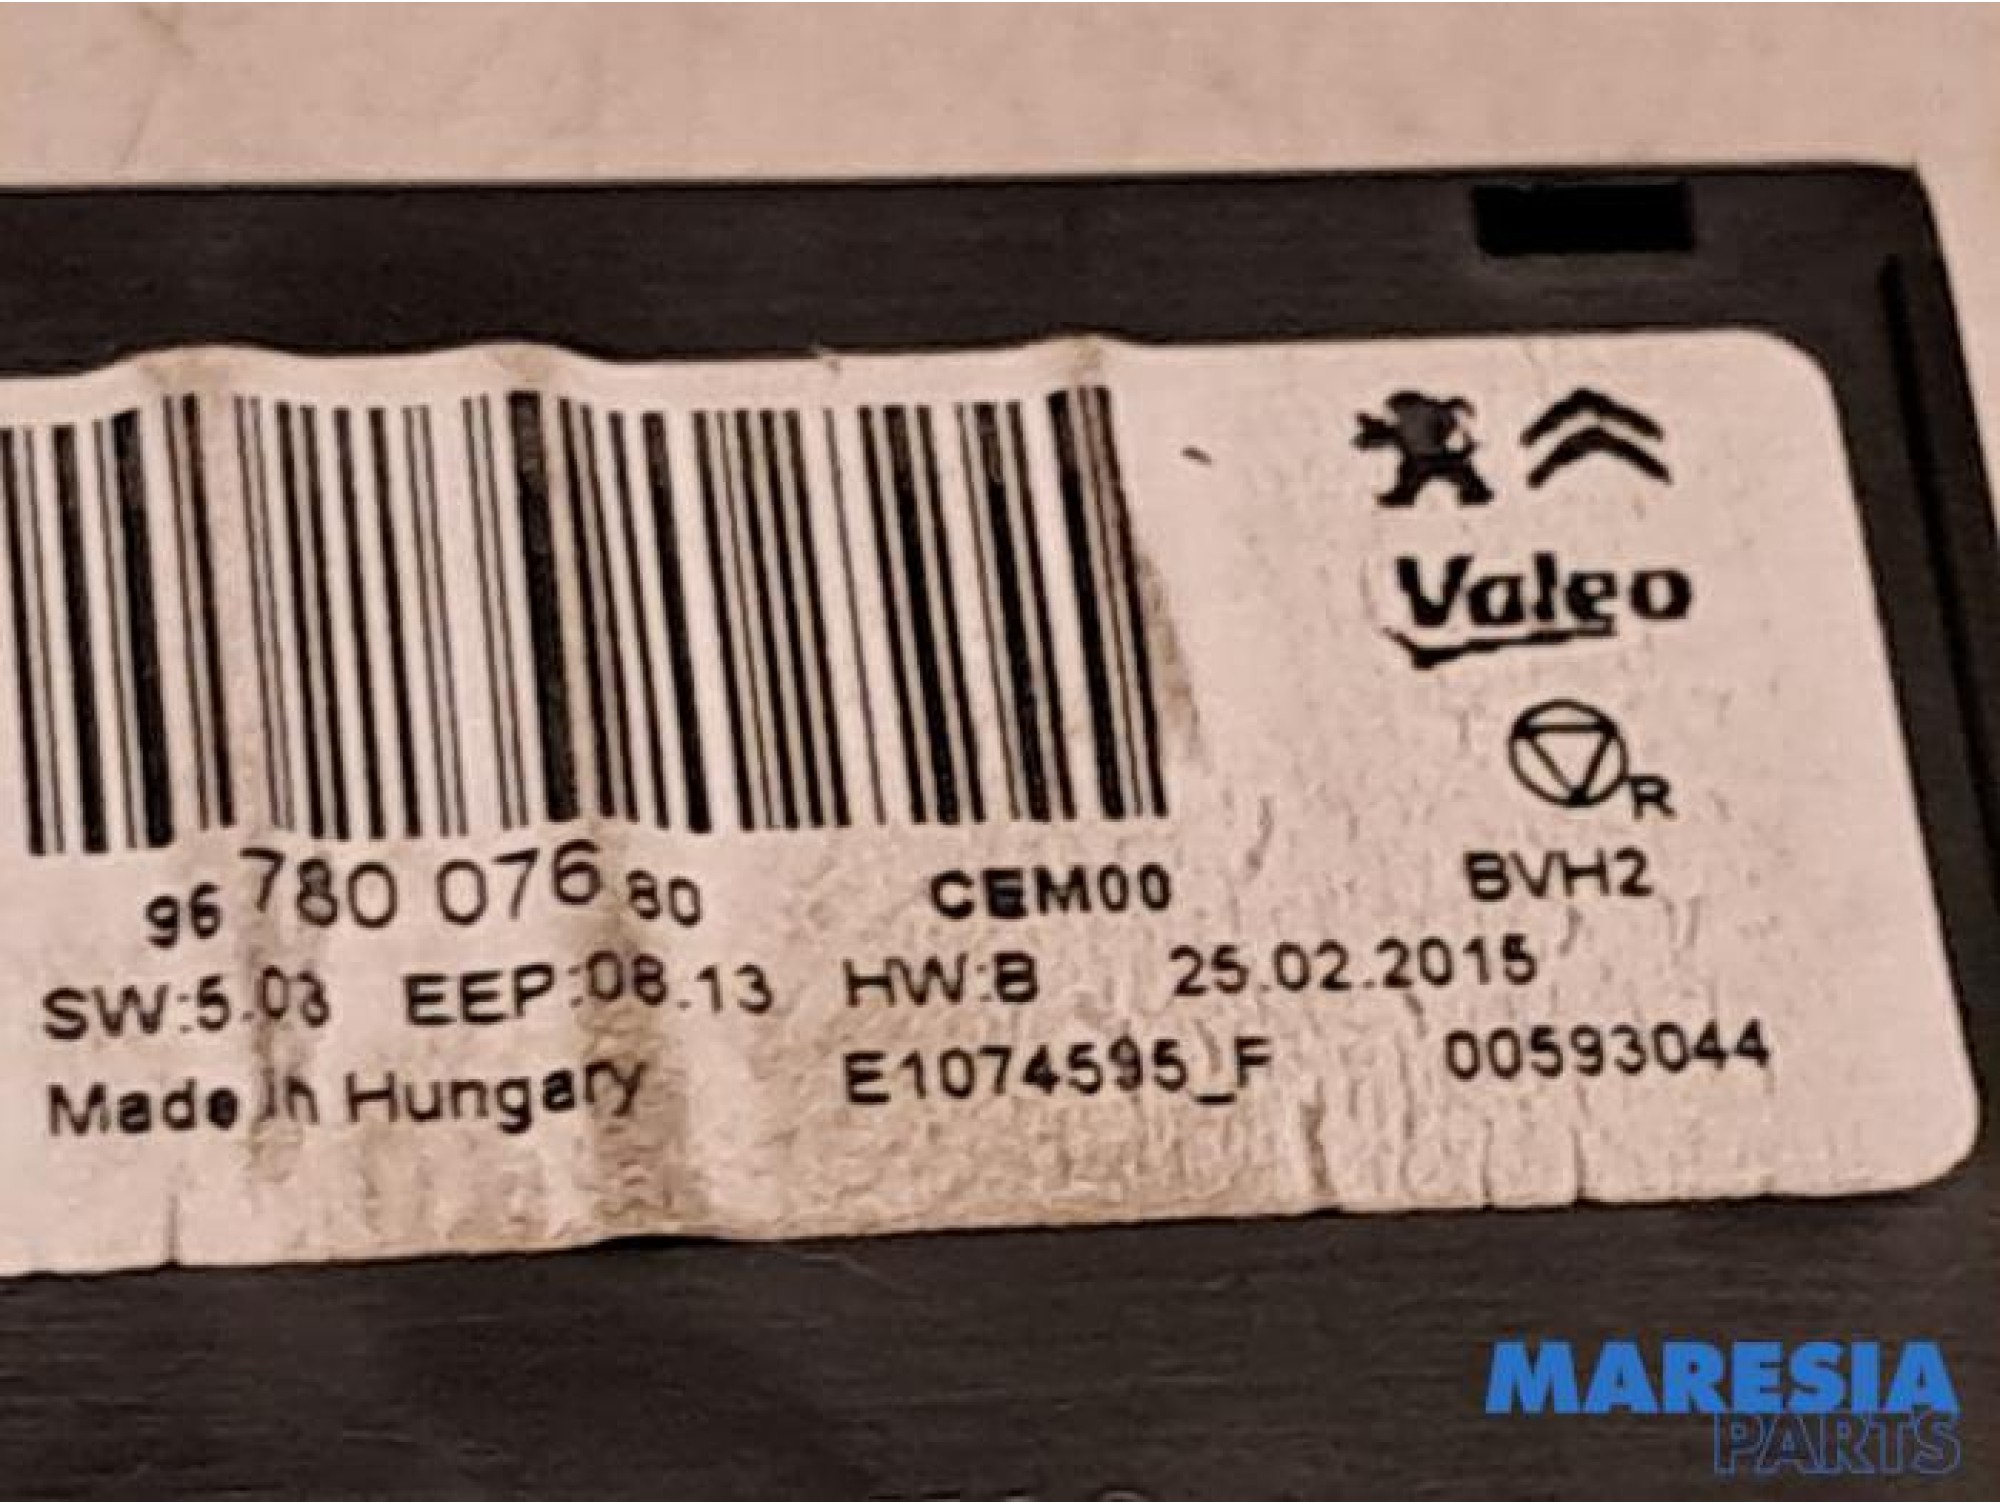 Valeo
R
96 780 076 80 CEM00 BVH2
SW:5.03 EEP:08.13 HW:B 25.02.2015
Made in Hungary E1074595_F 00593044
MARESIA
PARTS